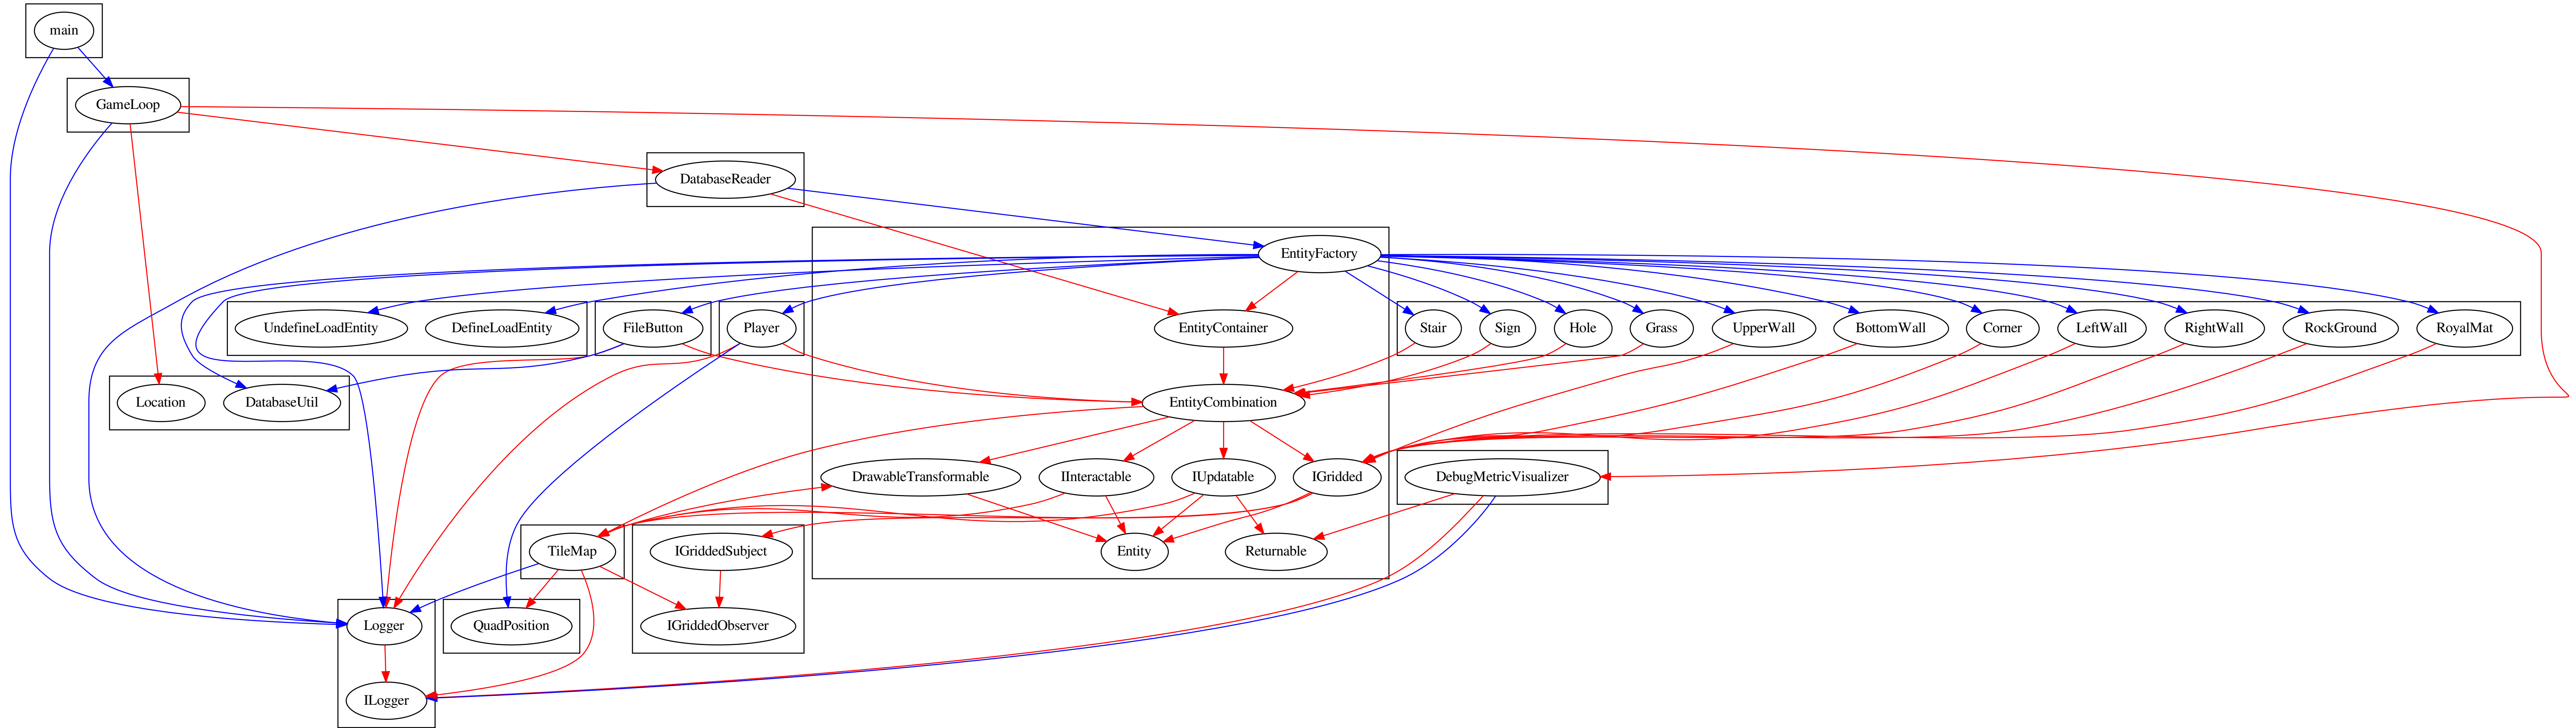 main
GameLoop
DatabaseReader
EntityFactory
UndefineLoadEntity
DefineLoadEntity
FileButton
Player
EntityContainer
Stair
Sign
Hole
Grass
UpperWall
BottomWall
Corner
LeftWall
RightWall
RockGround
RoyalMat
Location
DatabaseUtil
EntityCombination
DrawableTransformable
IInteractable
IUpdatable
IGridded
DebugMetricVisualizer
TileMap
IGriddedSubject
Entity
Returnable
Logger
QuadPosition
IGriddedObserver
ILogger